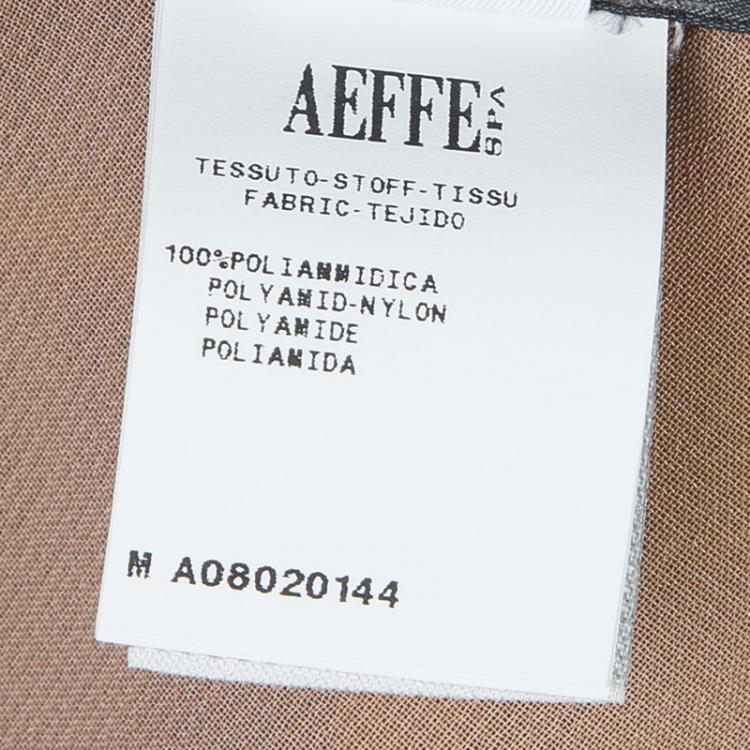 AEFFE SPA
TESSUTO-STOFF-TISSU
FABRIC-TEJIDO
100%POLIAMMIDICA
POLYAMID-NYLON
POLYAMIDE
POLIAMIDA
M A08020144